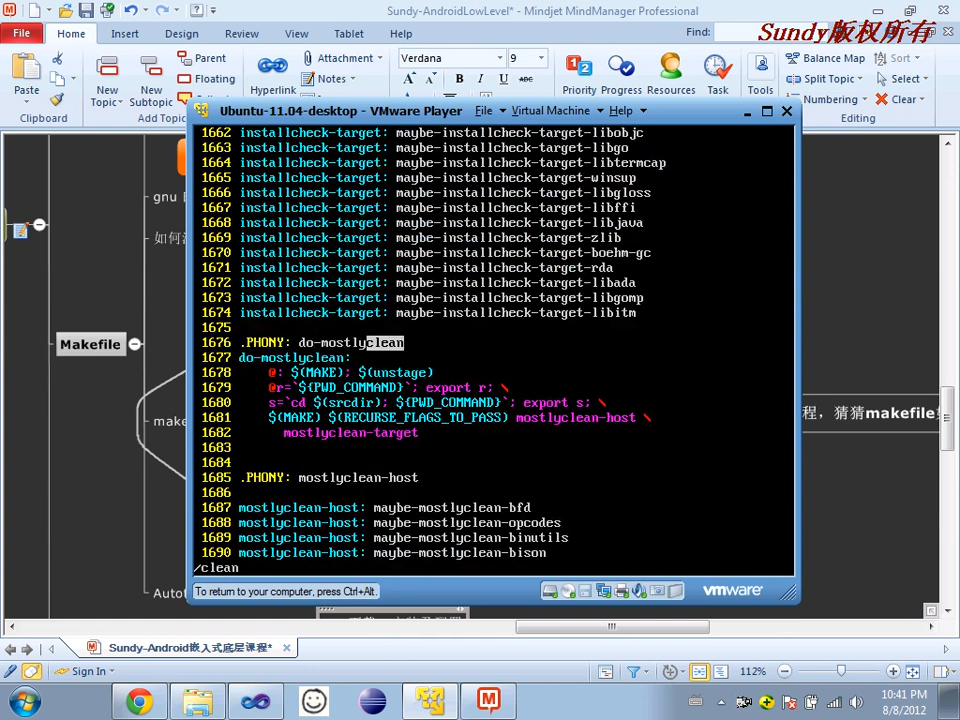 Sundy-AndroidLowLevel* - Mindjet MindManager Professional
Sundy版权所有
File Home Insert Design Review View Tablet Help Find:
Paste
Clipboard
New Topic
New Subtopic
Parent
Floating
Add Topic
Hyperlink
Attachment
Notes
Verdana 9
B I U ABC
Priority Progress Resources Task
Tools
Balance Map Sort
Split Topic Select
Numbering Clear
Editing
Ubuntu-11.04-desktop - VMware Player File Virtual Machine Help
1662 installcheck-target: maybe-installcheck-target-libobjc
1663 installcheck-target: maybe-installcheck-target-libgo
1664 installcheck-target: maybe-installcheck-target-libtermcap
1665 installcheck-target: maybe-installcheck-target-winsup
1666 installcheck-target: maybe-installcheck-target-libgloss
1667 installcheck-target: maybe-installcheck-target-libffi
1668 installcheck-target: maybe-installcheck-target-libjava
1669 installcheck-target: maybe-installcheck-target-zlib
1670 installcheck-target: maybe-installcheck-target-boehm-gc
1671 installcheck-target: maybe-installcheck-target-rda
1672 installcheck-target: maybe-installcheck-target-libada
1673 installcheck-target: maybe-installcheck-target-libgomp
1674 installcheck-target: maybe-installcheck-target-libitm
1675
1676 .PHONY: do-mostlyclean
1677 do-mostlyclean:
1678 @: $(MAKE); $(unstage)
1679 @r=`${PWD_COMMAND}`; export r; \
1680 s=`cd $(srcdir); ${PWD_COMMAND}`; export s; \
1681 $(MAKE) $(RECURSE_FLAGS_TO_PASS) mostlyclean-host \
1682 mostlyclean-target
1683
1684
1685 .PHONY: mostlyclean-host
1686
1687 mostlyclean-host: maybe-mostlyclean-bfd
1688 mostlyclean-host: maybe-mostlyclean-opcodes
1689 mostlyclean-host: maybe-mostlyclean-binutils
1690 mostlyclean-host: maybe-mostlyclean-bison
/clean
To return to your computer, press Ctrl+Alt.
vmware
gnu
如何
Makefile
make
程，猜猜makefile
Autot
Sundy-Android嵌入式底层课程*
Sign In
112%
10:41 PM
8/8/2012